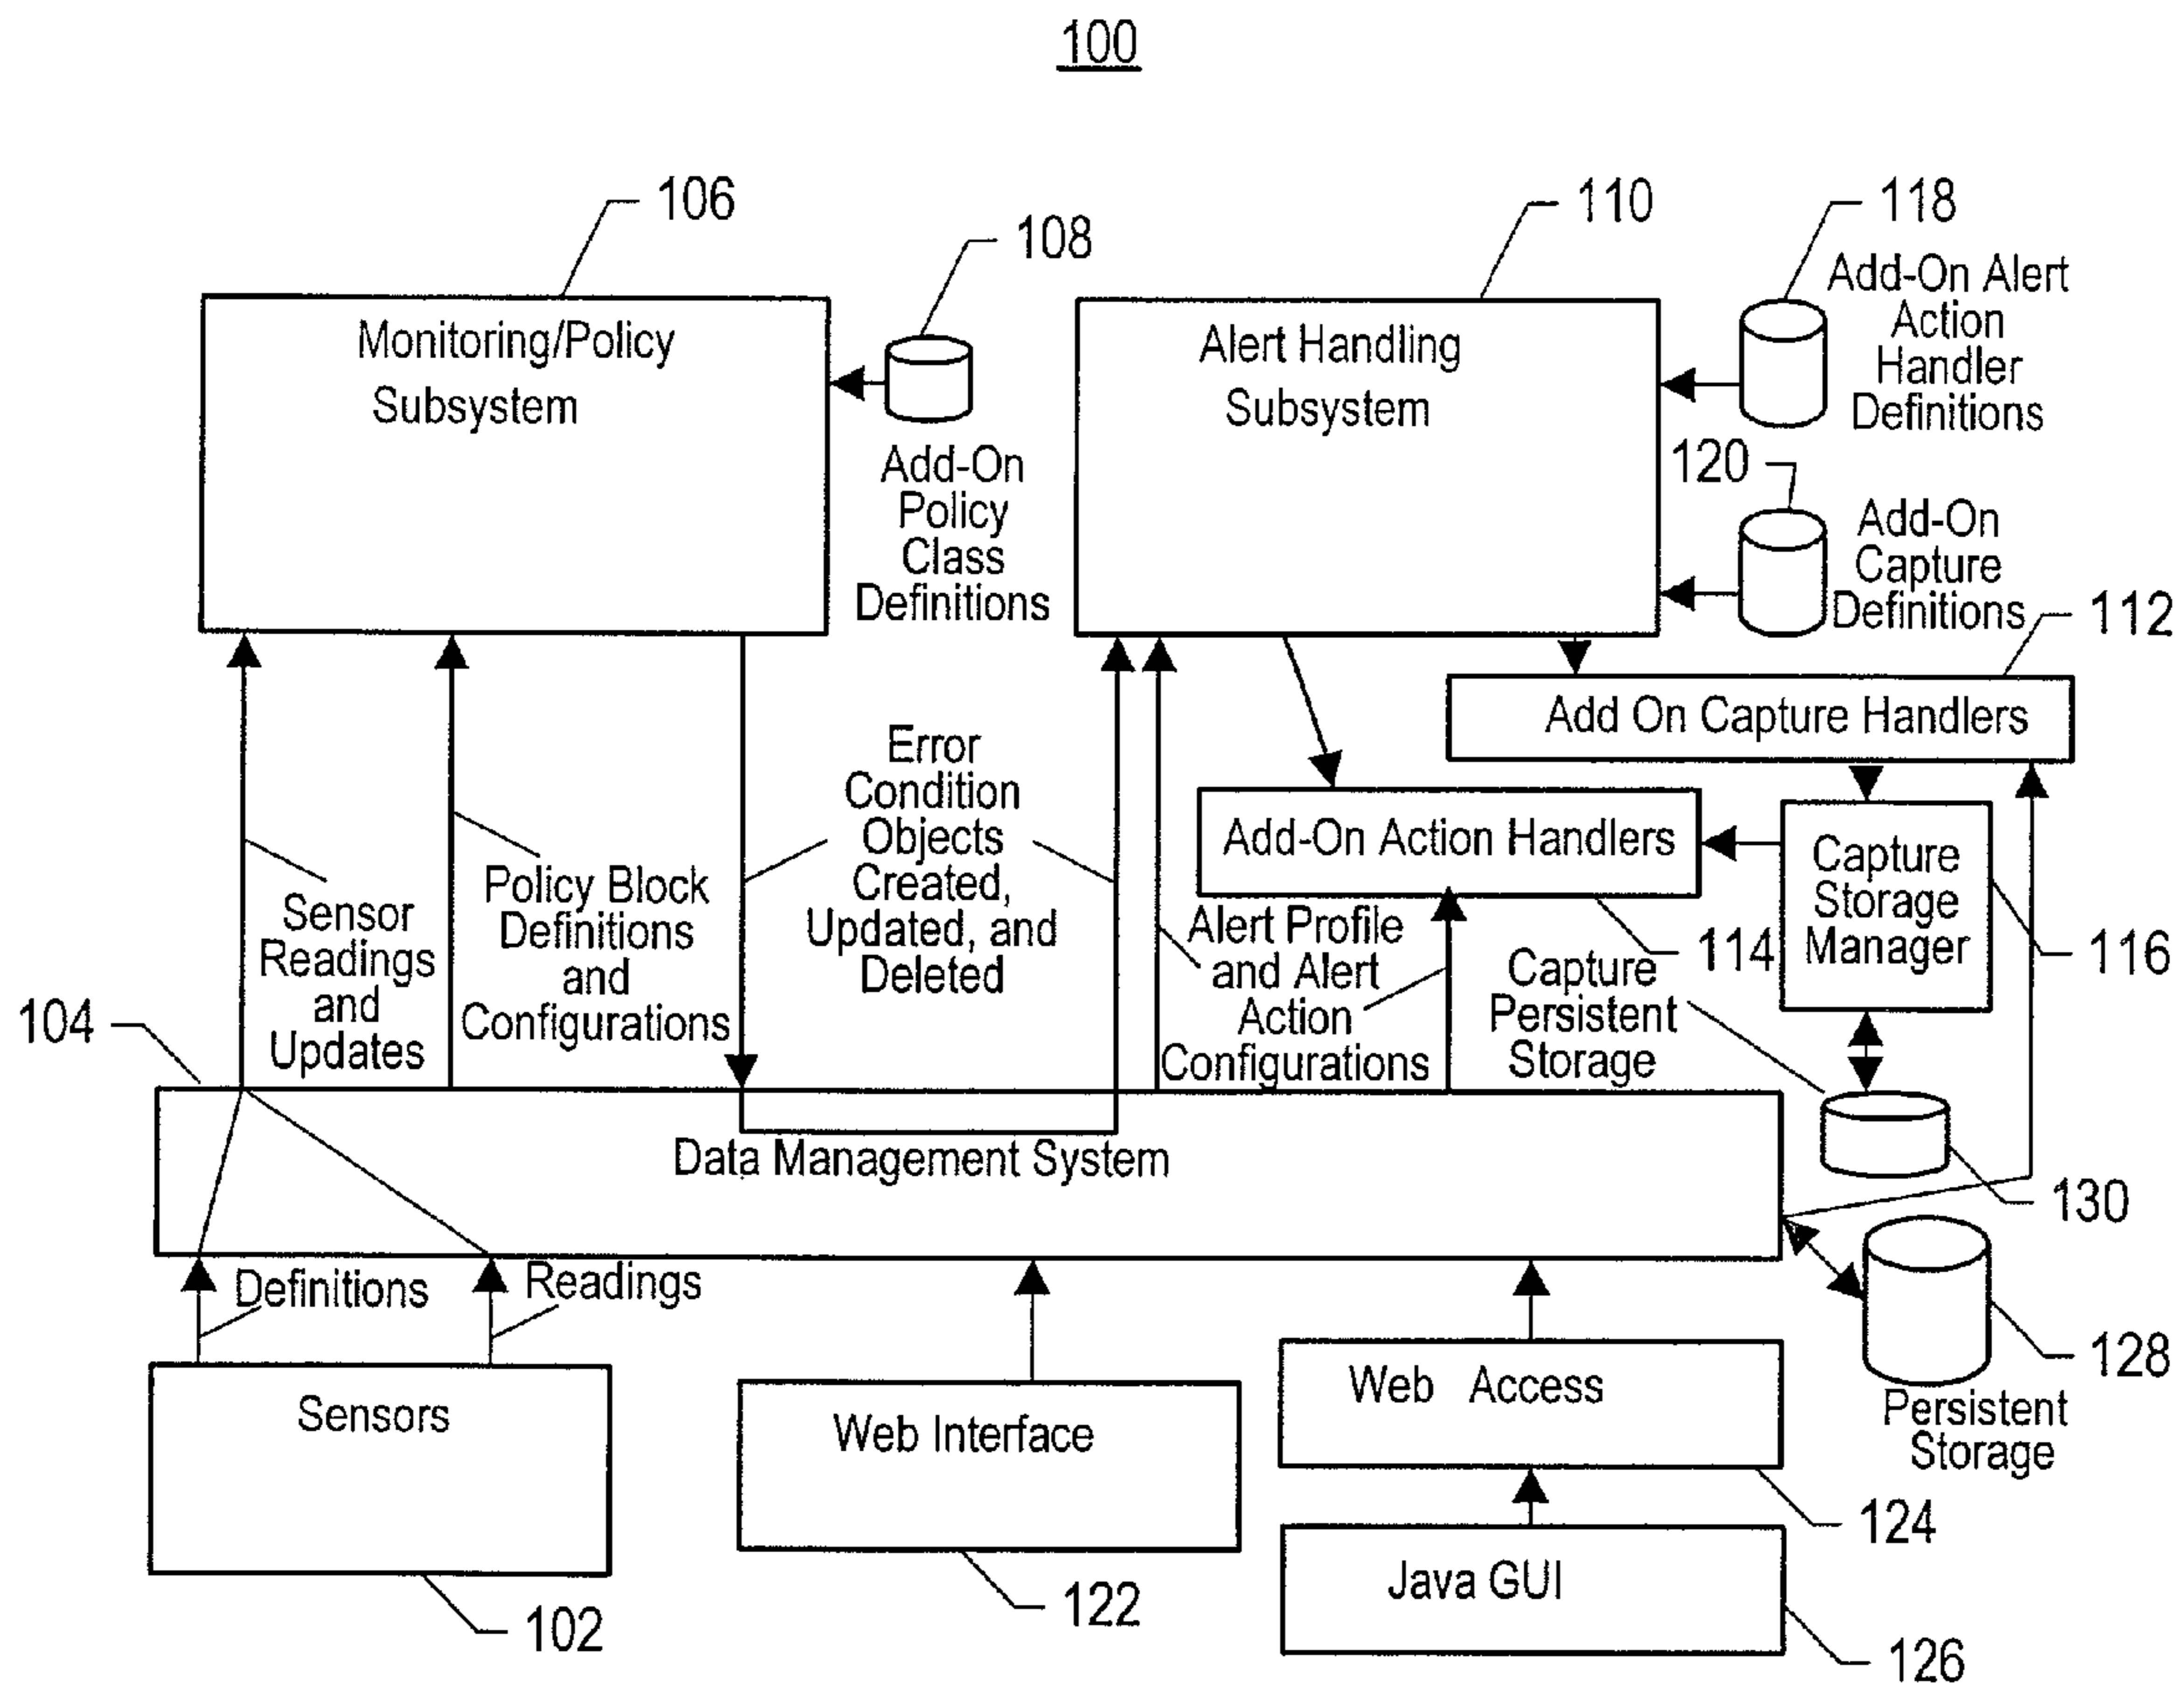 100
106
108
110
118
Monitoring/Policy
Subsystem
Add-On
Policy
Class
Definitions
Alert Handling
Subsystem
Add-On Alert
Action
Handler
Definitions
120
Add-On
Capture
Definitions
112
Add On Capture Handlers
Add-On Action Handlers
Capture
Storage
Manager
114
116
Sensor
Readings
and
Updates
Policy Block
Definitions
and
Configurations
Error
Condition
Objects
Created,
Updated, and
Deleted
Alert Profile
and Alert
Action
Configurations
Capture
Persistent
Storage
104
Data Management System
130
Definitions
Readings
128
Persistent
Storage
Sensors
102
Web Interface
122
Web Access
124
Java GUI
126